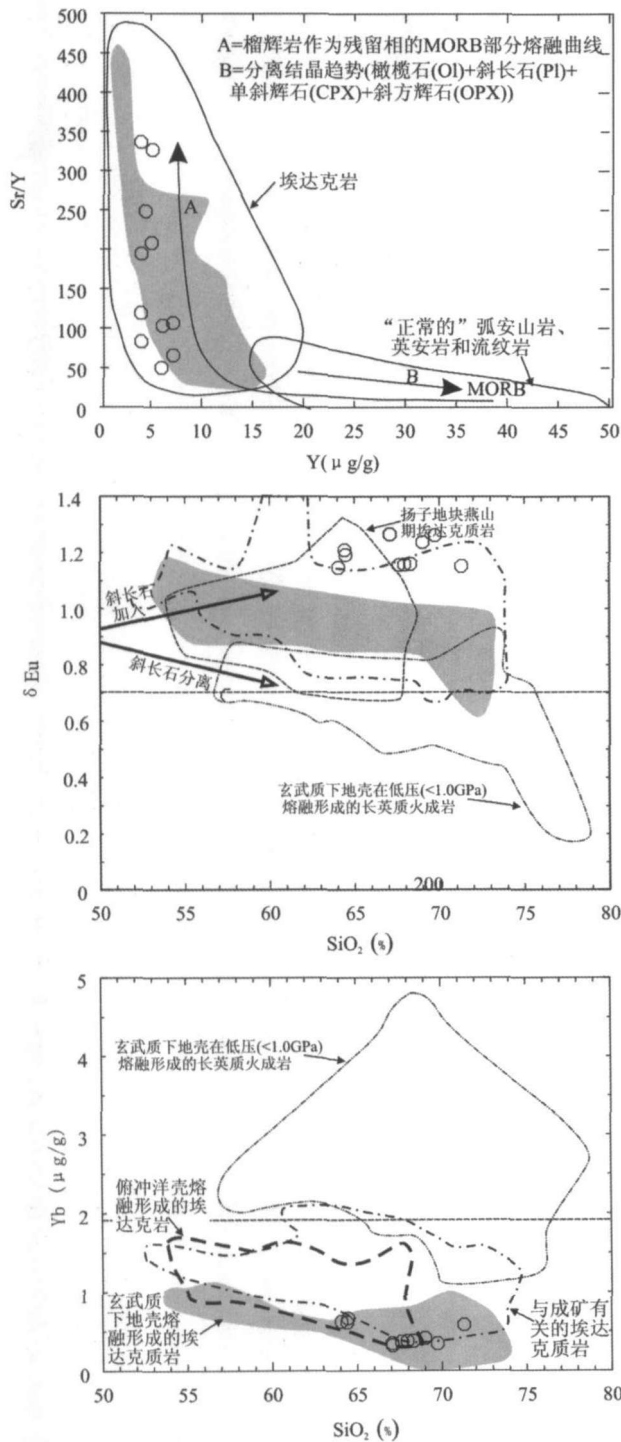 500
450
400
350
300
250
150
100
50
0
Sr/Y
A=榴辉岩作为残留相的MORB部分熔融曲线
B=分离结晶趋势(橄榄石(Ol)+斜长石(Pl)+
单斜辉石(CPX)+斜方辉石(OPX))
埃达克岩
A
“正常的”弧安山岩、
英安岩和流纹岩
B
MORB
0 5 10 15 20 25 30 35 40 45 50
Y(μg/g)
1.4
1.2
1.0
0.8
0.6
0.4
0.2
0
δEu
扬子地块燕山
期埃达克质岩
斜长石
加入
斜长石分离
玄武质下地壳在低压(<1.0GPa)
熔融形成的长英质火成岩
200
50 55 60 65 70 75 80
SiO₂(%)
5
4
3
2
1
0
Yb (μg/g)
玄武质下地壳在低压(<1.0GPa)
熔融形成的长英质火成岩
俯冲洋壳熔
融形成的埃
达克岩
玄武质
下地壳熔
融形成的埃
达克质岩
与成矿有
关的埃达
克质岩
50 55 60 65 70 75 80
SiO₂(%)